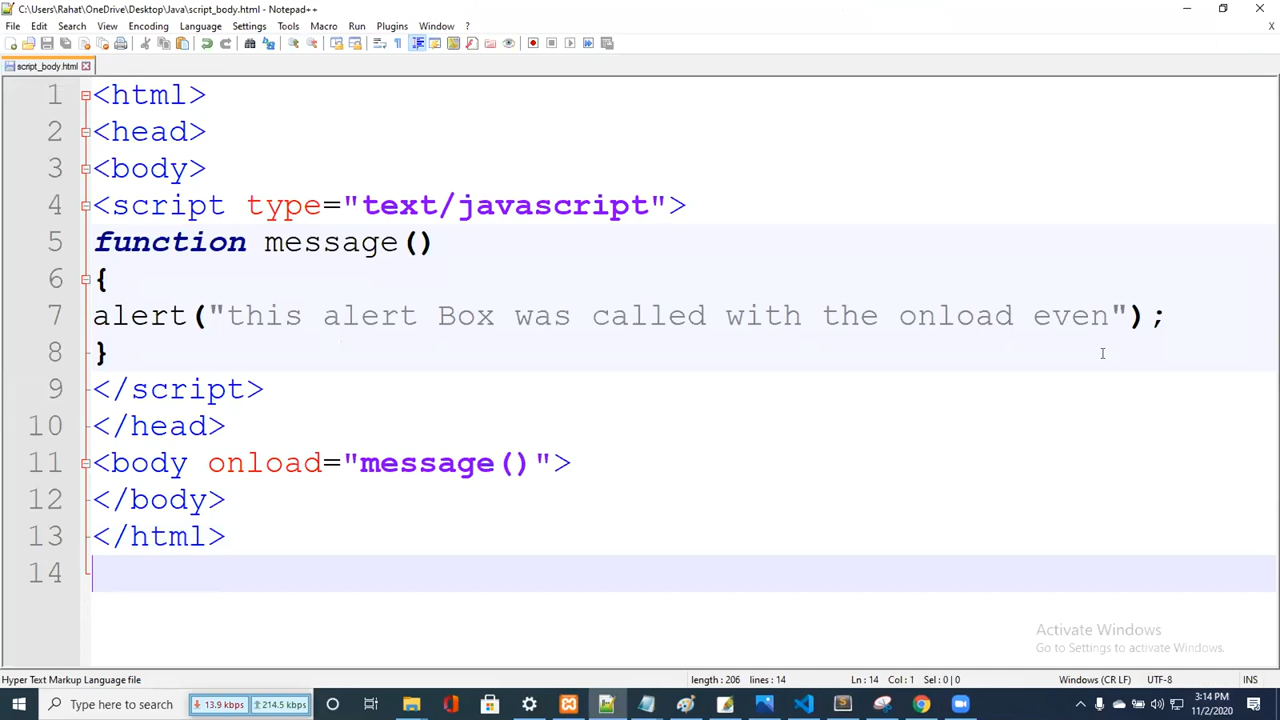 C:\Users\Rahat\OneDrive\Desktop\Java\script_body.html - Notepad++
File Edit Search View Encoding Language Settings Tools Macro Run Plugins Window ?
script_body.html
1 <html>
2 <head>
3 <body>
4 <script type="text/javascript">
5 function message()
6 {
7 alert("this alert Box was called with the onload even");
8 }
9 </script>
10 </head>
11 <body onload="message()">
12 </body>
13 </html>
14
Activate Windows
Go to Settings to activate Windows.
Hyper Text Markup Language file length : 206 lines : 14 Ln : 14 Col : 1 Sel : 0 | 0 Windows (CR LF) UTF-8 INS
Type here to search 13.9 kbps 214.5 kbps 3:14 PM
11/2/2020